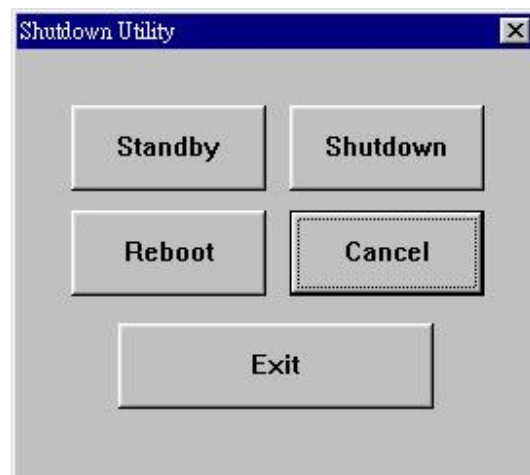 Shutdown Utility
Standby
Shutdown
Reboot
Cancel
Exit